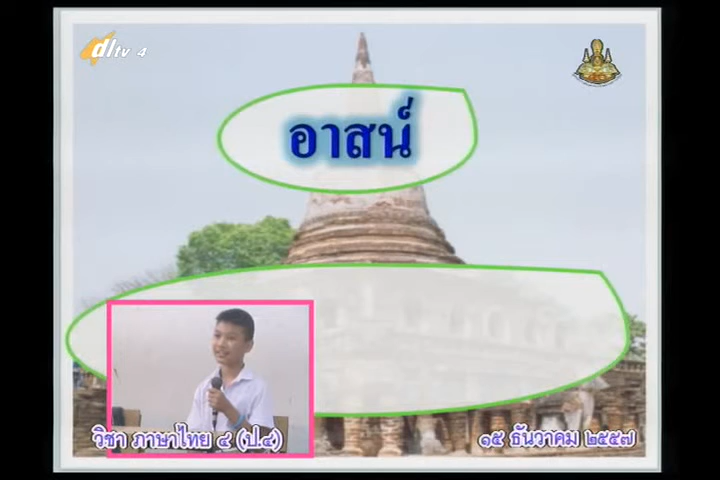 dltv 4
อาสน์
วิชา ภาษาไทย ๔ (ป.๔)
๑๕ ธันวาคม ๒๕๕๗